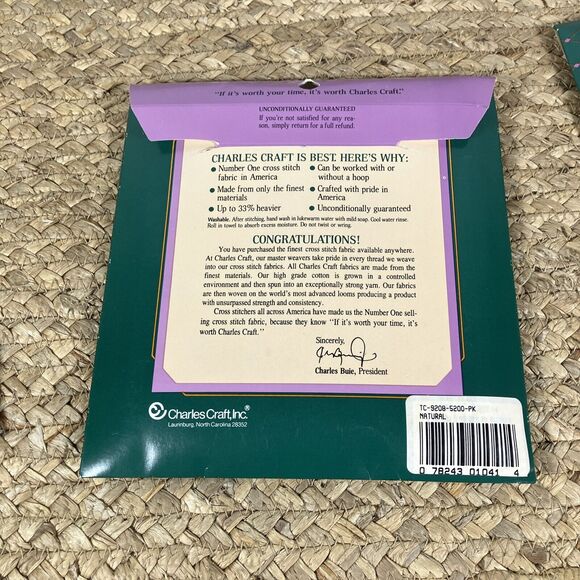 "If it's worth your time, it's worth Charles Craft."
UNCONDITIONALLY GUARANTEED
If you're not satisfied for any rea-
son, simply return for a full refund.
CHARLES CRAFT IS BEST. HERE'S WHY:
• Number One cross stitch
fabric in America
• Made from only the finest
materials
• Up to 33% heavier
• Can be worked with or
without a hoop
• Crafted with pride in
America
• Unconditionally guaranteed
Washable. After stitching, hand wash in lukewarm water with mild soap. Cool water rinse.
Roll in towel to absorb excess moisture. Do not twist or wring.
CONGRATULATIONS!
You have purchased the finest cross stitch fabric available anywhere.
At Charles Craft, our master weavers take pride in every thread we weave
into our cross stitch fabrics. All Charles Craft fabrics are made from the
finest materials. Our high grade cotton is grown in a controlled
environment and then spun into an exceptionally strong yarn. Our fabrics
are then woven on the world's most advanced looms producing a product
with unsurpassed strength and consistency.
Cross stitchers all across America have made us the Number One sell-
ing cross stitch fabric, because they know "If it's worth your time, it's
worth Charles Craft."
Sincerely,
Charles Buie, President
Charles Craft, Inc.®
Laurinburg, North Carolina 28352
TC-9208-5200-PK
NATURAL
0 78243 01041 4